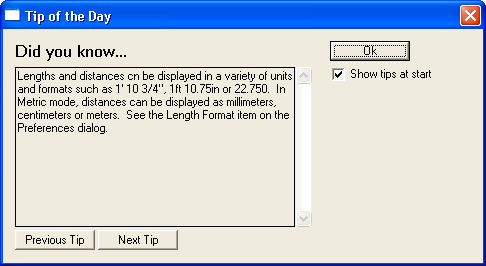 Tip of the Day
Did you know...
Ok
Show tips at start
Lengths and distances cn be displayed in a variety of units
and formats such as 1' 10 3/4", 1ft 10.75in or 22.750.  In
Metric mode, distances can be displayed as millimeters,
centimeters or meters.  See the Length Format item on the
Preferences dialog.
Previous Tip
Next Tip